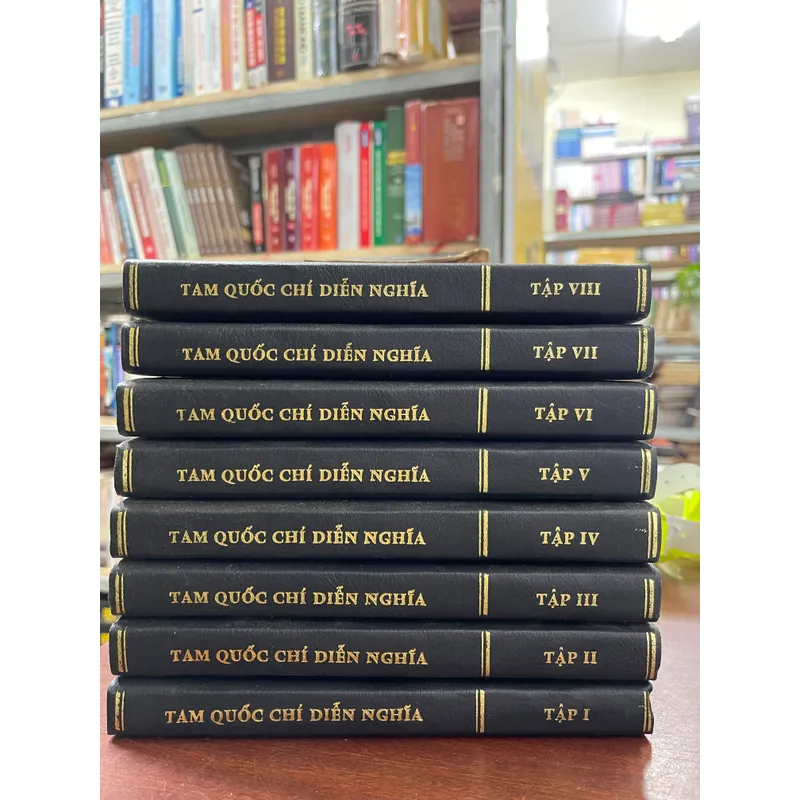 TAM QUỐC CHÍ DIỄN NGHĨA TẬP VIII
TAM QUỐC CHÍ DIỄN NGHĨA TẬP VII
TAM QUỐC CHÍ DIỄN NGHĨA TẬP VI
TAM QUỐC CHÍ DIỄN NGHĨA TẬP V
TAM QUỐC CHÍ DIỄN NGHĨA TẬP IV
TAM QUỐC CHÍ DIỄN NGHĨA TẬP III
TAM QUỐC CHÍ DIỄN NGHĨA TẬP II
TAM QUỐC CHÍ DIỄN NGHĨA TẬP I